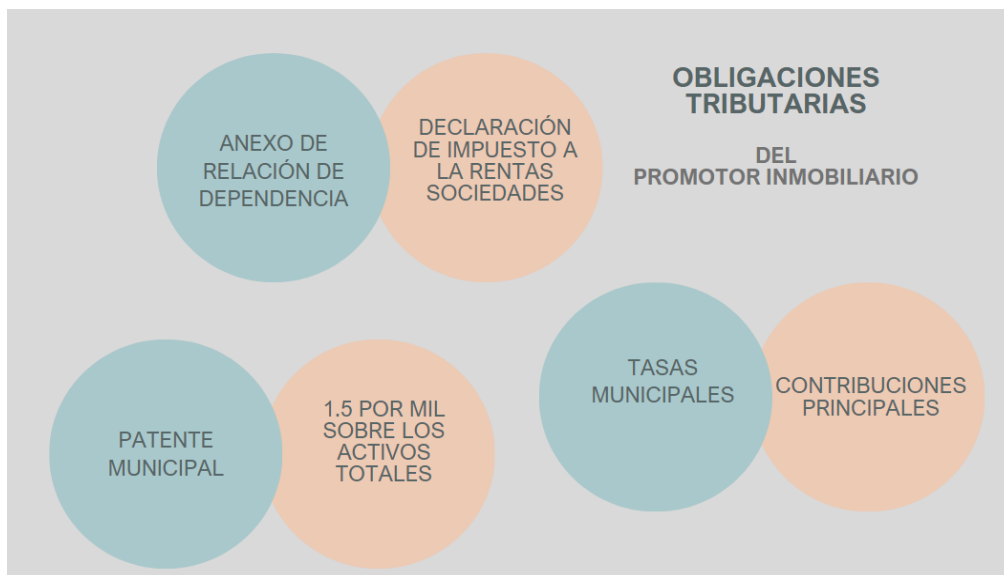 OBLIGACIONES
TRIBUTARIAS
DEL
PROMOTOR INMOBILIARIO
ANEXO DE
RELACIÓN DE
DEPENDENCIA
DECLARACIÓN
DE IMPUESTO A
LA RENTAS
SOCIEDADES
PATENTE
MUNICIPAL
1.5 POR MIL
SOBRE LOS
ACTIVOS
TOTALES
TASAS
MUNICIPALES
CONTRIBUCIONES
PRINCIPALES